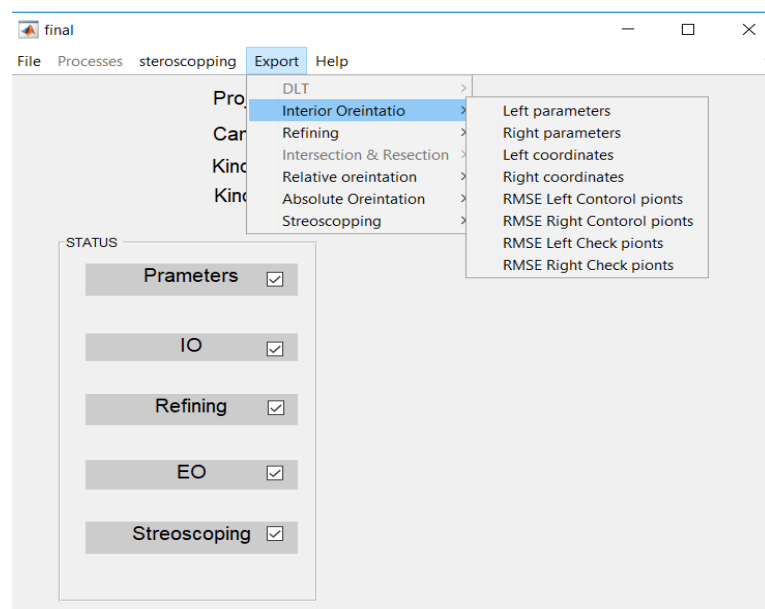 final
File Processes steroscopping Export Help
DLT
Interior Oreintatio
Refining
Intersection & Resection
Relative oreintation
Absolute Oreintation
Streoscopping
Left parameters
Right parameters
Left coordinates
Right coordinates
RMSE Left Contorol pionts
RMSE Right Contorol pionts
RMSE Left Check pionts
RMSE Right Check pionts
STATUS
Prameters
IO
Refining
EO
Streoscoping